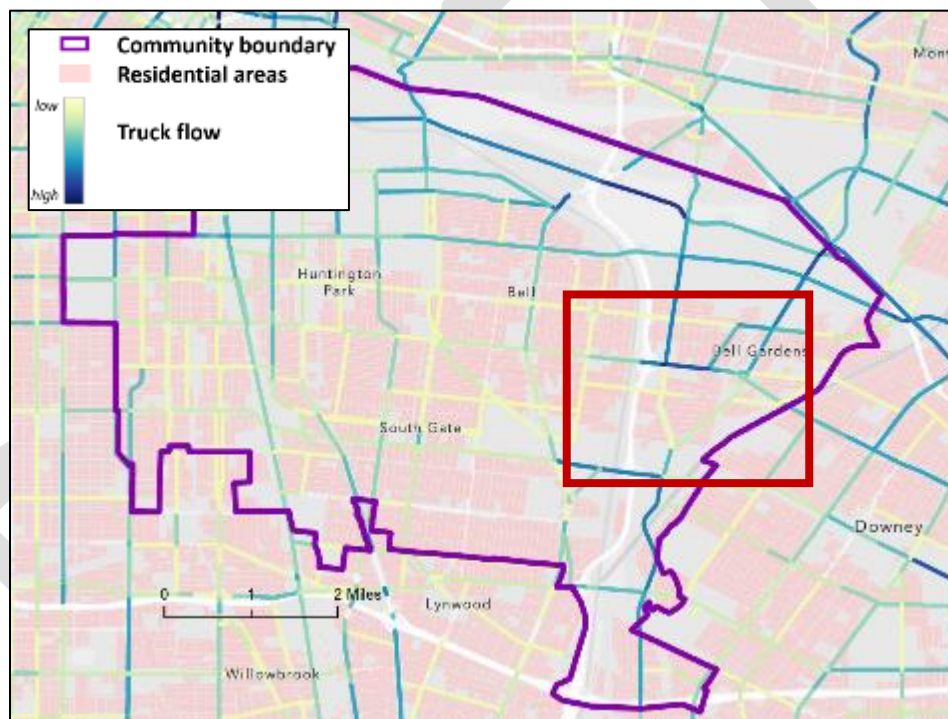 Community boundary
Residential areas
low
Truck flow
high
Huntington
Park
Bell
Bell Gardens
South Gate
Downey
0 1 2 Miles
Lynwood
Willowbrook